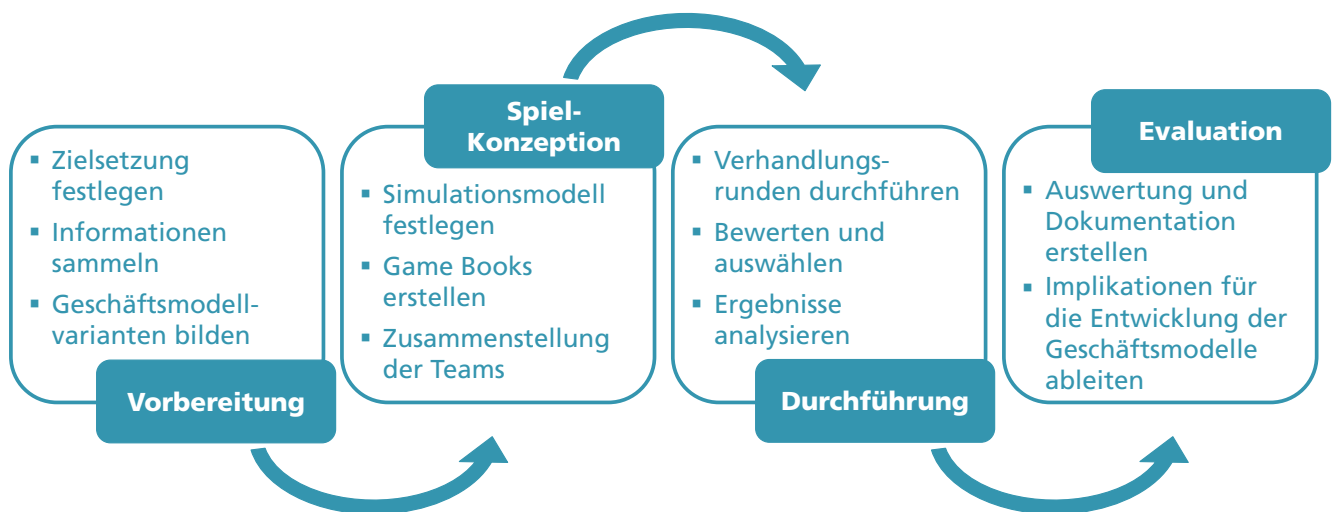 ▪ Zielsetzung
festlegen
▪ Informationen
sammeln
▪ Geschäftsmodell-
varianten bilden
Vorbereitung
Spiel-
Konzeption
▪ Simulationsmodell
festlegen
▪ Game Books
erstellen
▪ Zusammenstellung
der Teams
▪ Verhandlungs-
runden durchführen
▪ Bewerten und
auswählen
▪ Ergebnisse
analysieren
Durchführung
Evaluation
▪ Auswertung und
Dokumentation
erstellen
▪ Implikationen für
die Entwicklung der
Geschäftsmodelle
ableiten